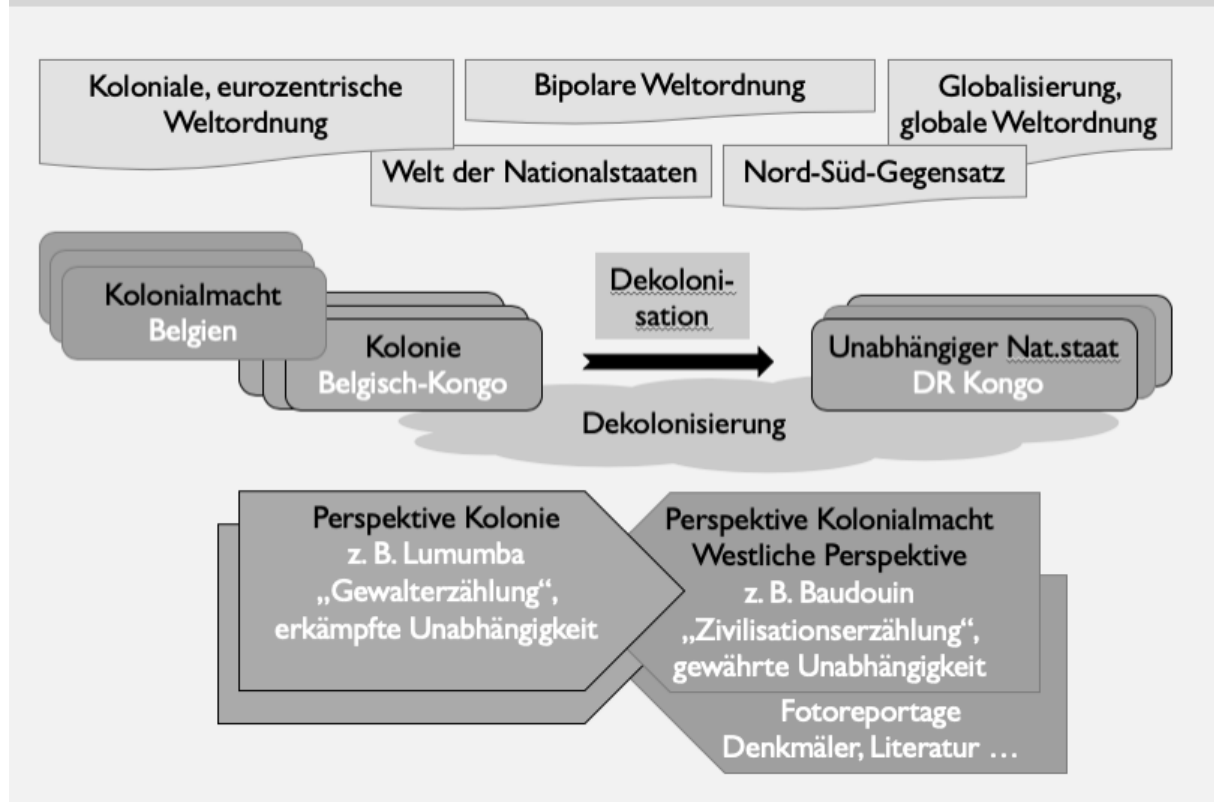 Koloniale, eurozentrische
Weltordnung
Bipolare Weltordnung
Globalisierung,
globale Weltordnung
Welt der Nationalstaaten
Nord-Süd-Gegensatz
Kolonialmacht
Belgien
Kolonie
Belgisch-Kongo
Dekoloni-
sation
Unabhängiger Nat.staat
DR Kongo
Dekolonisierung
Perspektive Kolonie
z. B. Lumumba
„Gewalterzählung“,
erkämpfte Unabhängigkeit
Perspektive Kolonialmacht
Westliche Perspektive
z. B. Baudouin
„Zivilisationserzählung“,
gewährte Unabhängigkeit
Fotoreportage
Denkmäler, Literatur …